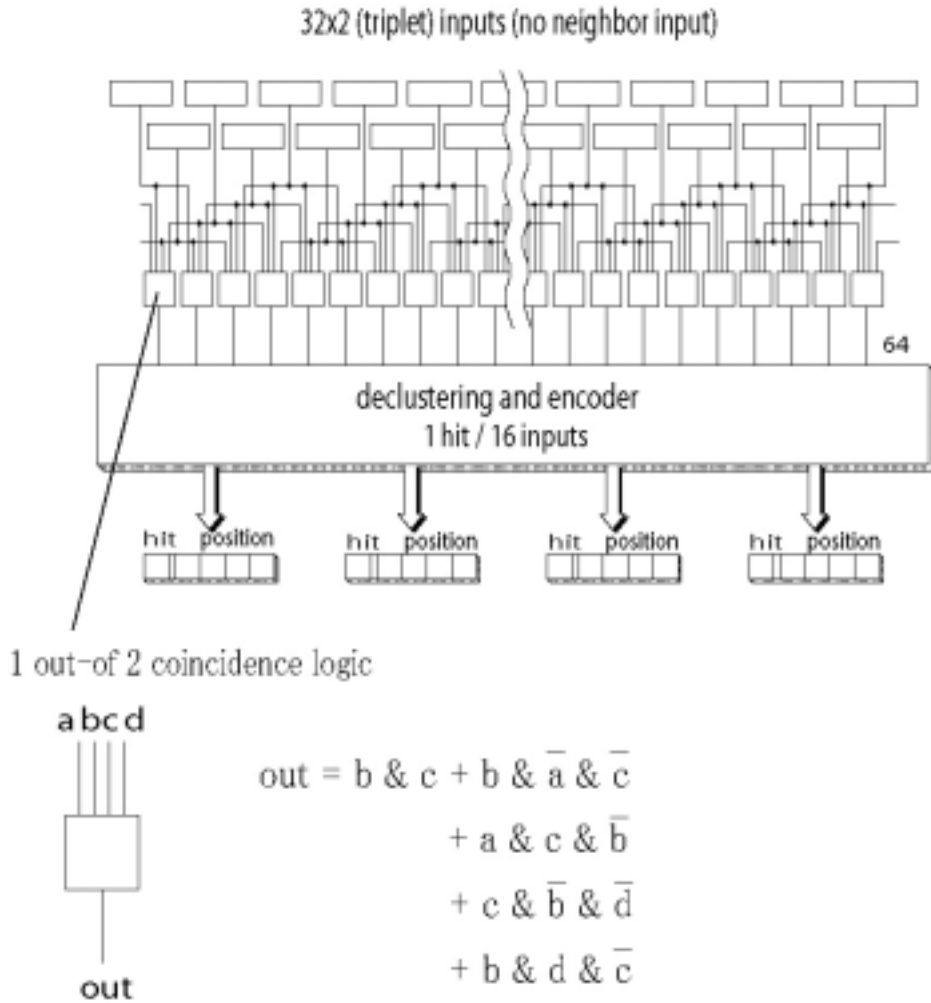 32x2 (triplet) inputs (no neighbor input)
64
declustering and encoder
1 hit / 16 inputs
hit position hit position hit position hit position
1 out-of 2 coincidence logic
a b c d
out = b & c + b & a̅ & c̅
+ a & c & b̅
+ c & b̅ & d̅
+ b & d & c̅
out